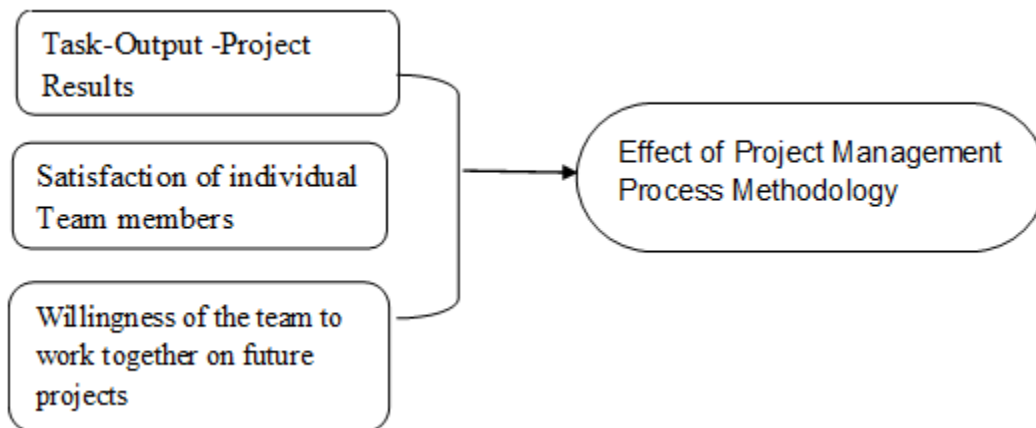 Task-Output -Project
Results
Satisfaction of individual
Team members
Willingness of the team to
work together on future
projects
Effect of Project Management
Process Methodology